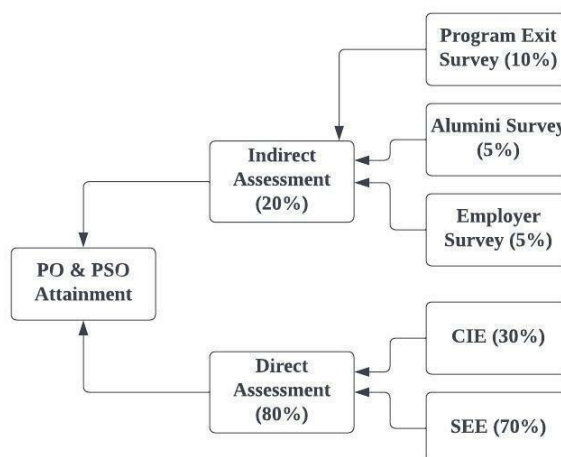 Program Exit
Survey (10%)
Alumini Survey
(5%)
Indirect
Assessment
(20%)
Employer
Survey (5%)
PO & PSO
Attainment
CIE (30%)
Direct
Assessment
(80%)
SEE (70%)